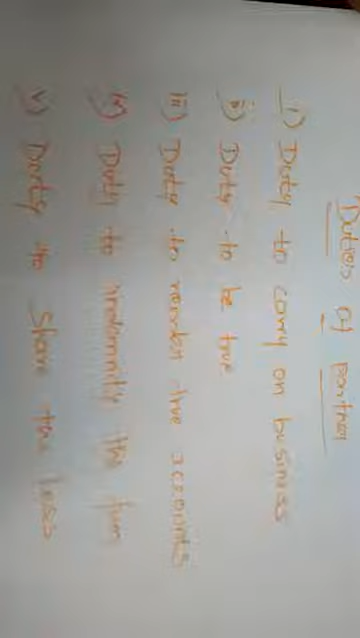 Duties of partner
i) Duty to carry on business
ii) Duty to be true
iii) Duty to render true accounts
iv) Duty to indemnify the firm
v) Duty to share the loss